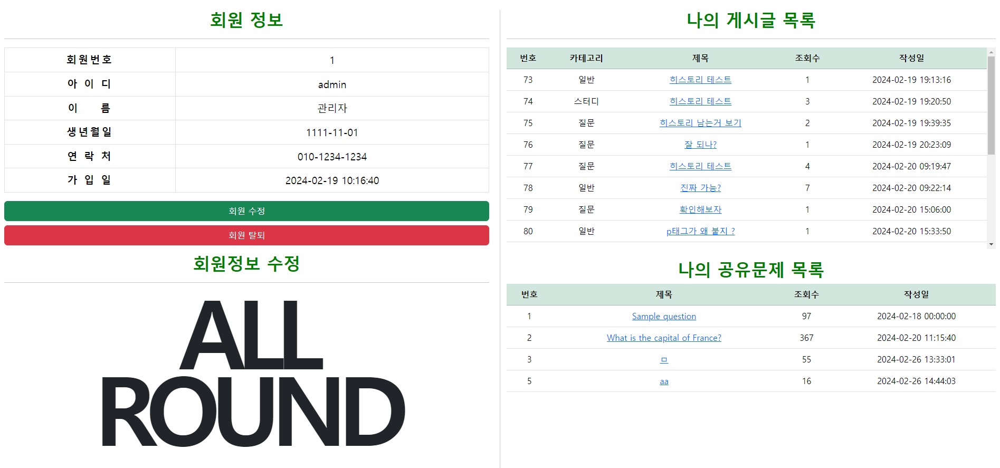 회원 정보
회원번호 1
아 이 디 admin
이 름 관리자
생년월일 1111-11-01
연 락 처 010-1234-1234
가 입 일 2024-02-19 10:16:40
회원 수정
회원 탈퇴
회원정보 수정
ALL
ROUND
나의 게시글 목록
번호 카테고리 제목 조회수 작성일
73 일반 히스토리 테스트 1 2024-02-19 19:13:16
74 스터디 히스토리 테스트 3 2024-02-19 19:20:50
75 질문 히스토리 남는거 보기 2 2024-02-19 19:39:35
76 질문 잘 되나? 1 2024-02-19 20:23:09
77 질문 히스토리 테스트 4 2024-02-20 09:19:47
78 일반 진짜 가능? 7 2024-02-20 09:22:14
79 질문 확인해보자 1 2024-02-20 15:06:00
80 일반 p태그가 왜 붙지 ? 1 2024-02-20 15:33:50
나의 공유문제 목록
번호 제목 조회수 작성일
1 Sample question 97 2024-02-18 00:00:00
2 What is the capital of France? 367 2024-02-20 11:15:40
3 ㅁ 55 2024-02-26 13:33:01
5 aa 16 2024-02-26 14:44:03